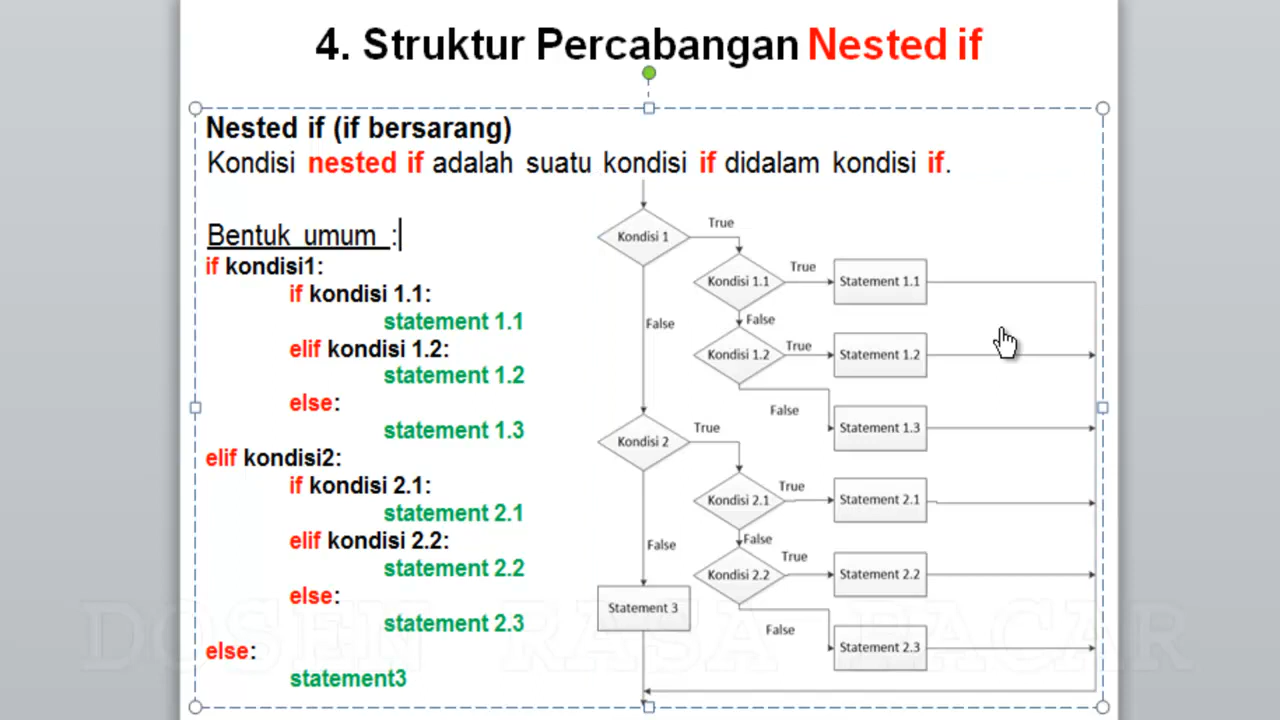 4. Struktur Percabangan Nested if
Nested if (if bersarang)
Kondisi nested if adalah suatu kondisi if didalam kondisi if.
Bentuk umum :
if kondisi1:
if kondisi 1.1:
statement 1.1
elif kondisi 1.2:
statement 1.2
else:
statement 1.3
elif kondisi2:
if kondisi 2.1:
statement 2.1
elif kondisi 2.2:
statement 2.2
else:
statement 2.3
else:
statement3
Kondisi 1
True
Kondisi 1.1
True
Statement 1.1
False
False
Kondisi 1.2
True
Statement 1.2
False
Statement 1.3
Kondisi 2
True
Kondisi 2.1
True
Statement 2.1
False
False
Kondisi 2.2
True
Statement 2.2
False
Statement 2.3
Statement 3
DOSEN RASA PACAR